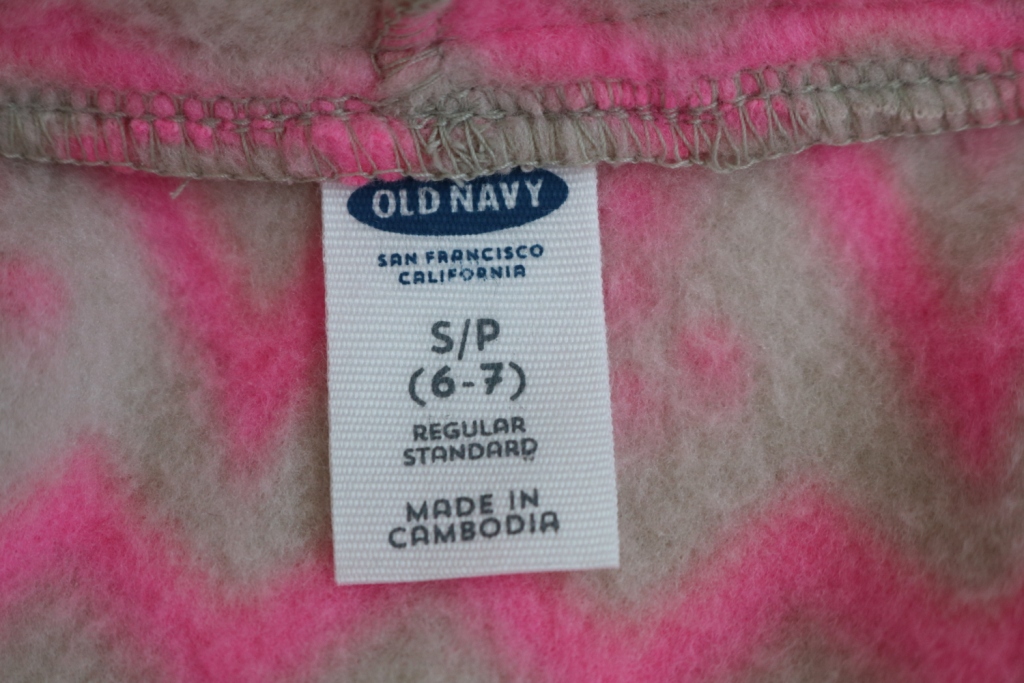 OLD NAVY
SAN FRANCISCO
CALIFORNIA
S/P
(6-7)
REGULAR
STANDARD
MADE IN
CAMBODIA